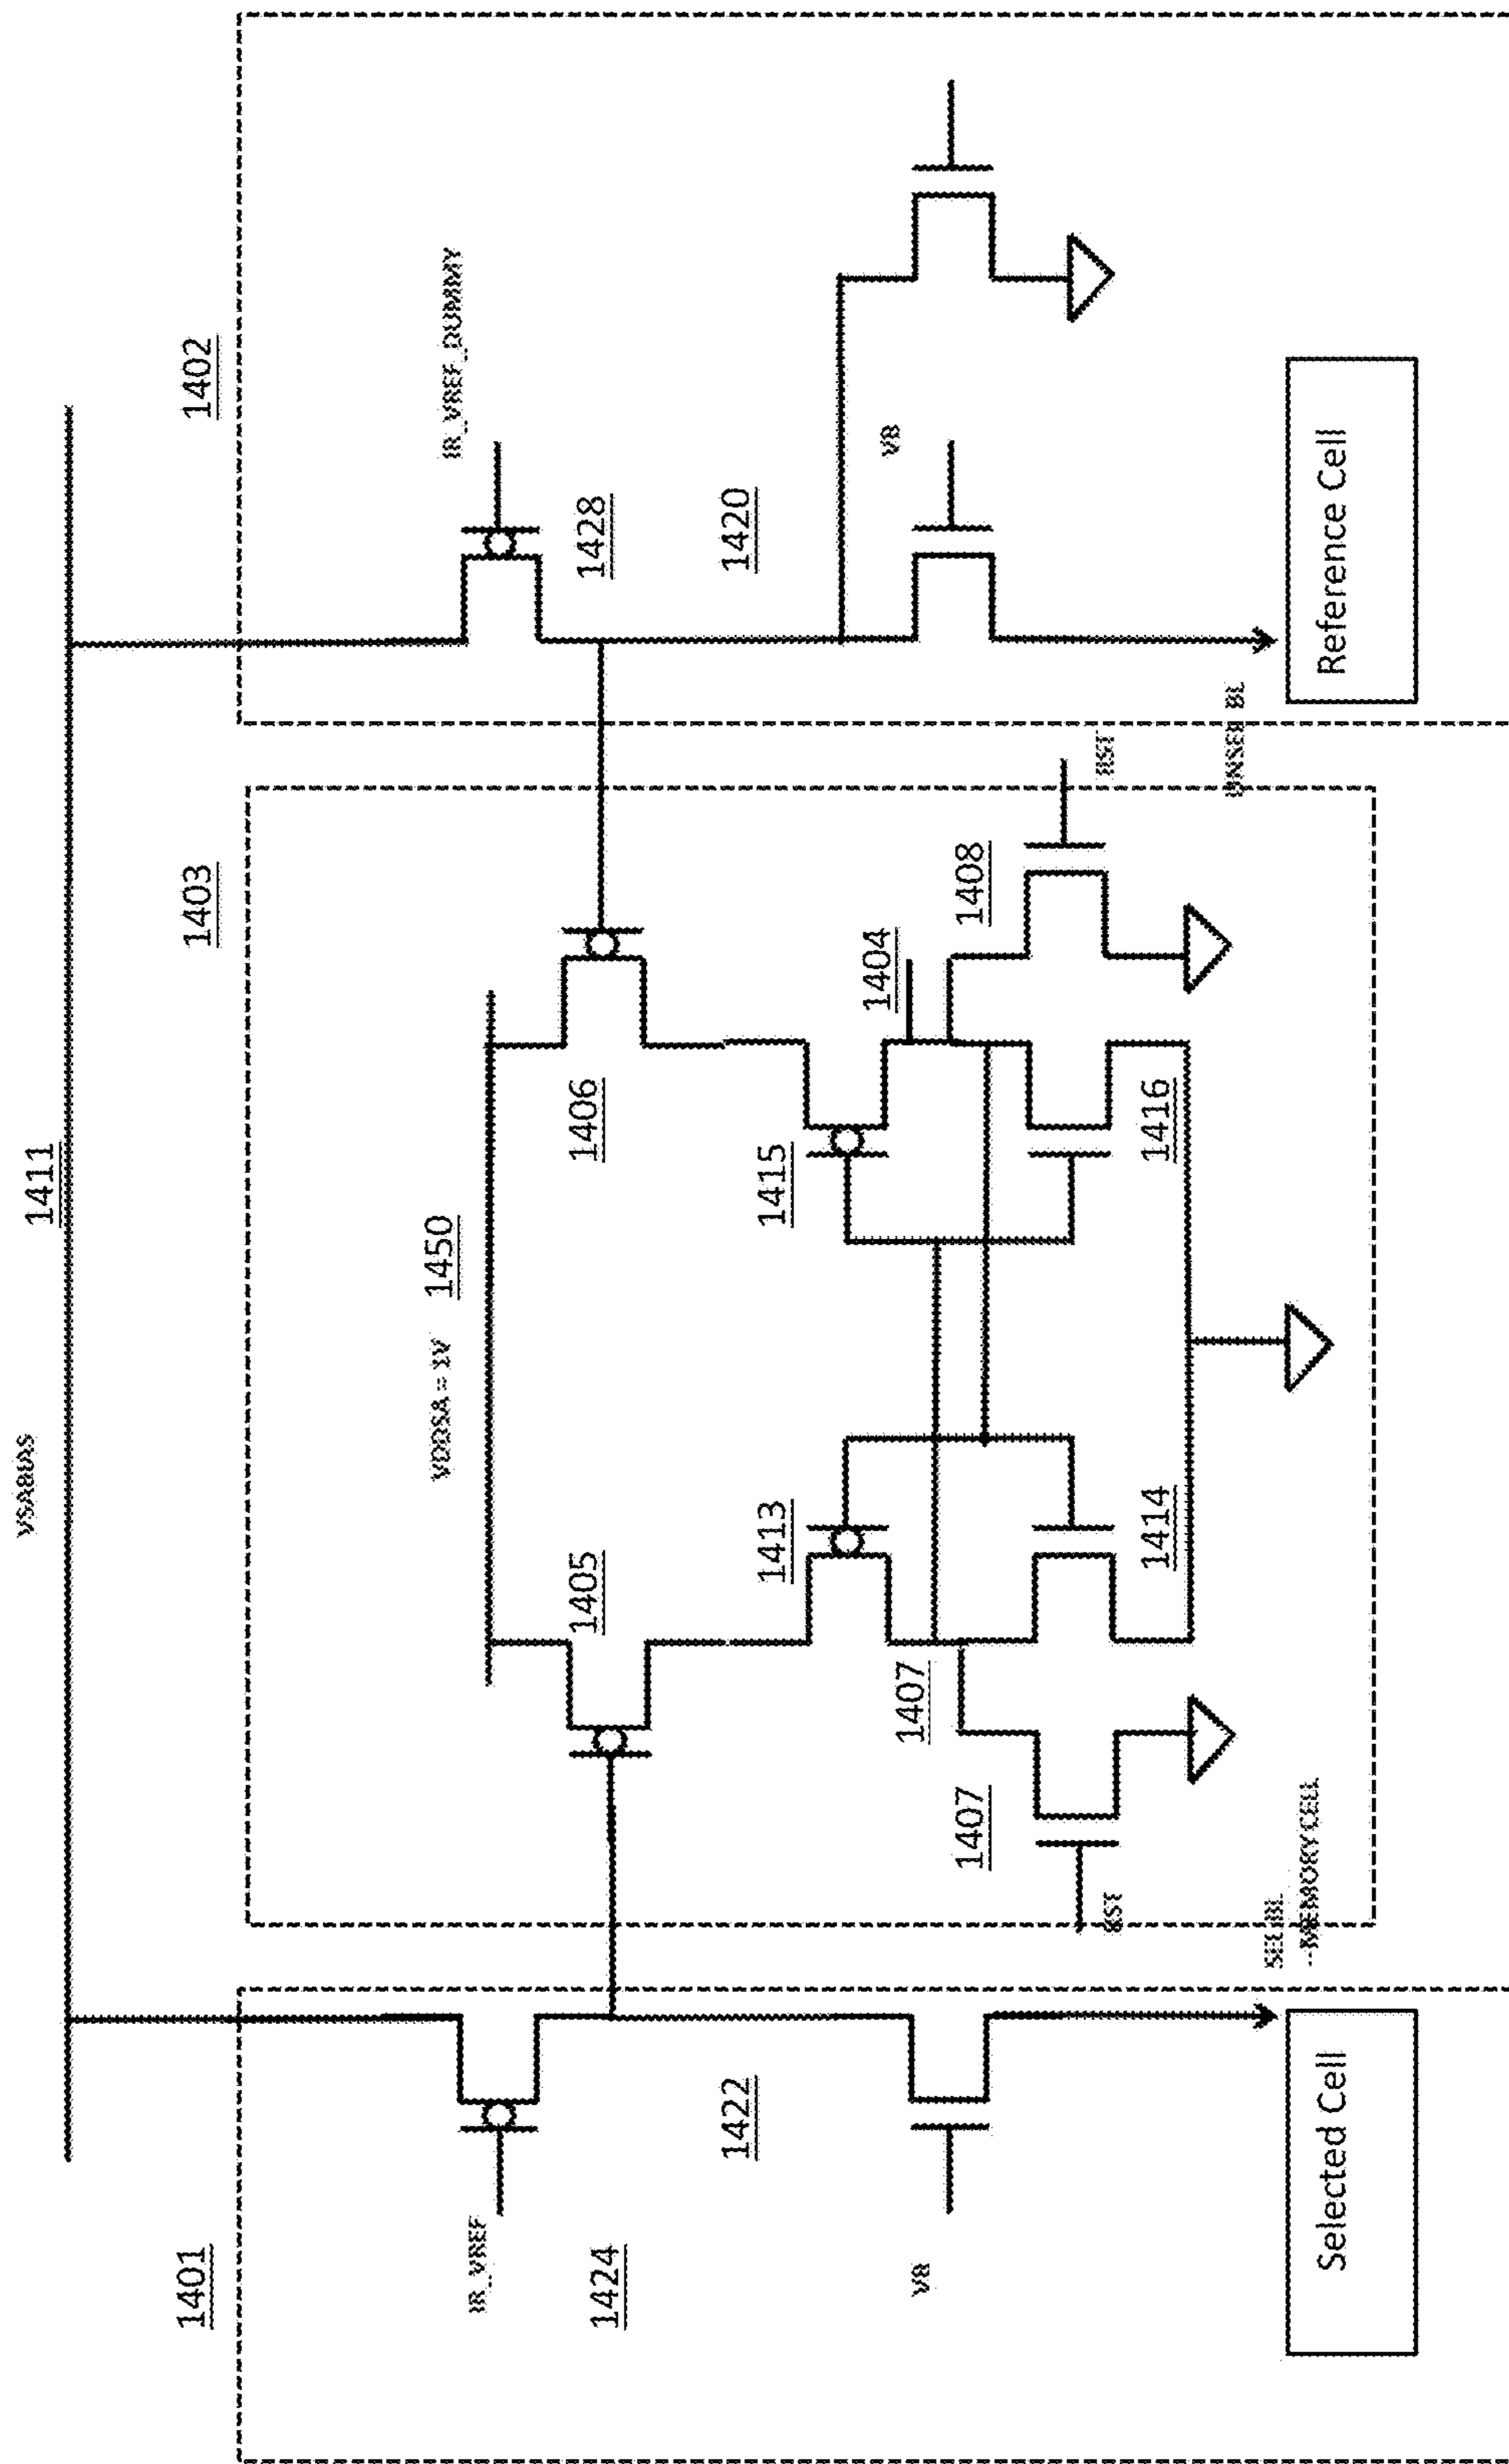 VSABIAS
1411
1401
1403
1402
IR_VREF
1424
VDDSA = 1V
1450
IR_VREF_DUMMY
1428
1405
1406
1422
1413
1415
1420
1407
1404
VB
VB
1407
1408
RST
1414
1416
RST
SEL BL
--MEMORY CELL
UNSEL BL
Selected Cell
Reference Cell